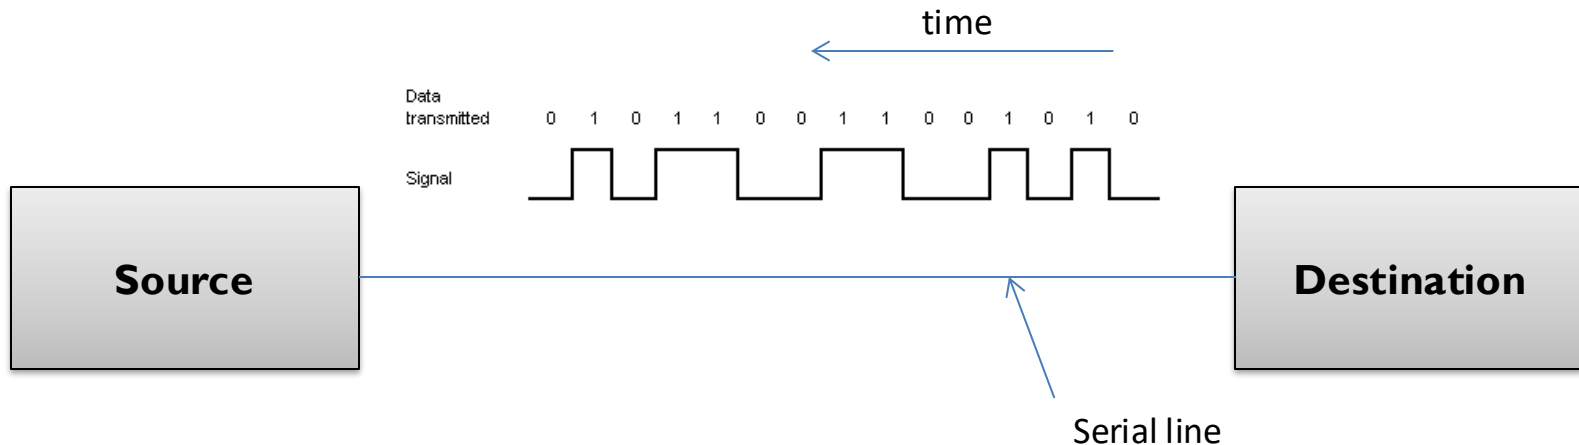 time
Data
transmitted 0 1 0 1 1 0 0 1 1 0 0 1 0 1 0
Signal
Source
Destination
Serial line